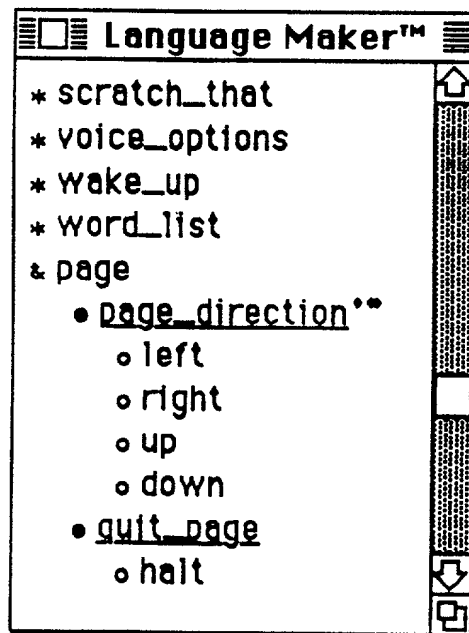 Language Maker™
* scratch_that
* voice_options
* wake_up
* word_list
& page
• page_direction
o left
o right
o up
o down
• quit_page
o halt